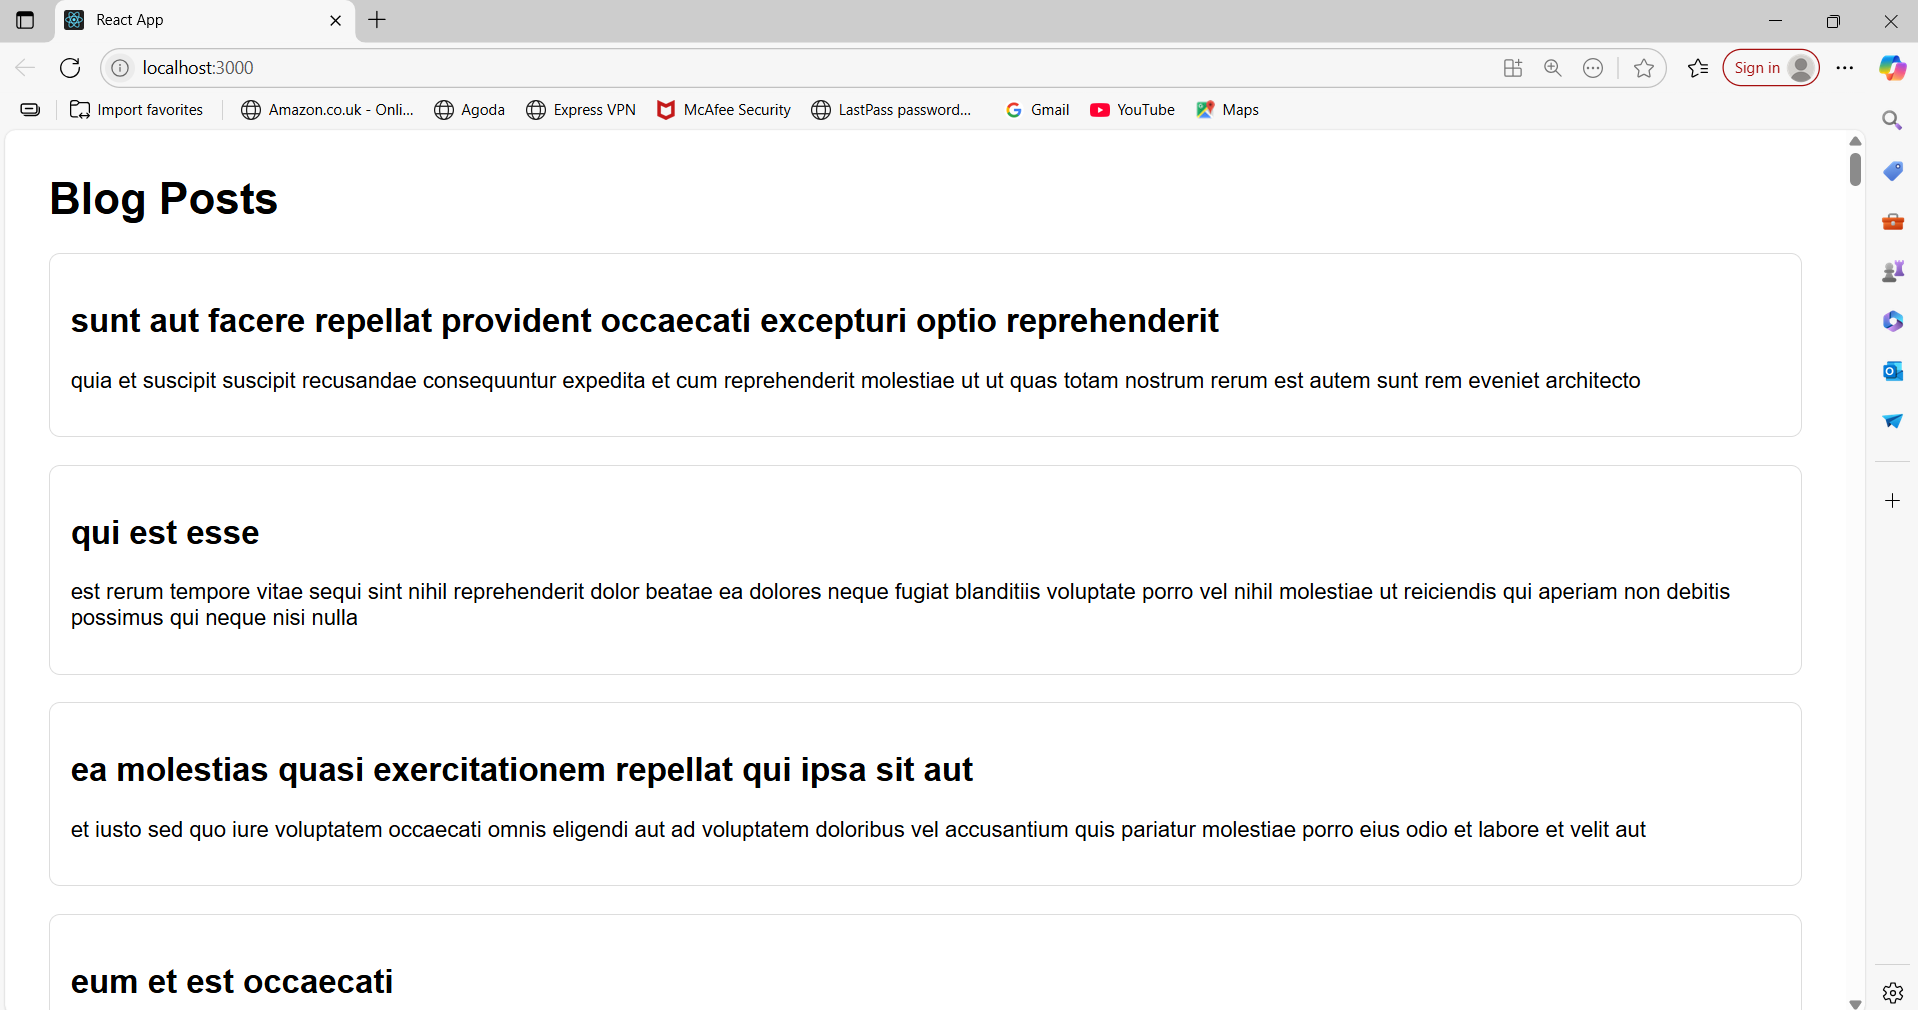 React App
localhost:3000
Sign in
Import favorites
Amazon.co.uk - Onli...
Agoda
Express VPN
McAfee Security
LastPass password...
Gmail
YouTube
Maps
Blog Posts
sunt aut facere repellat provident occaecati excepturi optio reprehenderit
quia et suscipit suscipit recusandae consequuntur expedita et cum reprehenderit molestiae ut ut quas totam nostrum rerum est autem sunt rem eveniet architecto
qui est esse
est rerum tempore vitae sequi sint nihil reprehenderit dolor beatae ea dolores neque fugiat blanditiis voluptate porro vel nihil molestiae ut reiciendis qui aperiam non debitis
possimus qui neque nisi nulla
ea molestias quasi exercitationem repellat qui ipsa sit aut
et iusto sed quo iure voluptatem occaecati omnis eligendi aut ad voluptatem doloribus vel accusantium quis pariatur molestiae porro eius odio et labore et velit aut
eum et est occaecati